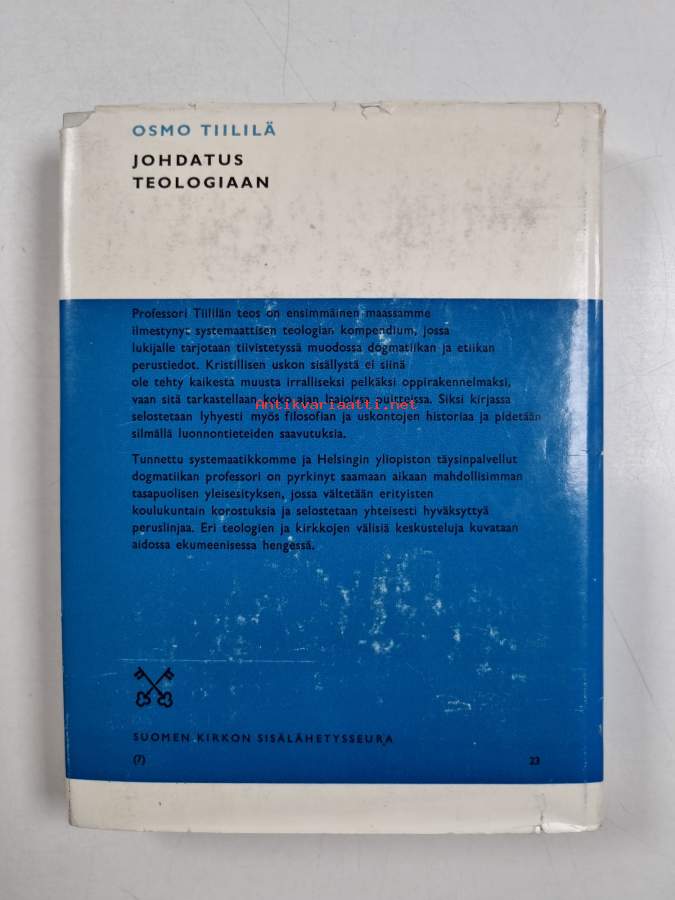 OSMO TIILILÄ
JOHDATUS
TEOLOGIAAN
Professori Tiililän teos on ensimmäinen maassamme
ilmestynyt systemaattisen teologian kompendium, jossa
lukijalle tarjotaan tiivistetyssä muodossa dogmatiikan ja etiikan
perustiedot. Kristillisen uskon sisällystä ei siinä
ole tehty kaikesta muusta irralliseksi pelkäksi oppirakennelmaksi,
vaan sitä tarkastellaan koko ajan laajoissa puitteissa. Siksi kirjassa
Antikvariaatti.net
selostetaan lyhyesti myös filosofian ja uskontojen historiaa ja pidetään
silmällä luonnontieteiden saavutuksia.
Tunnettu systemaatikkomme ja Helsingin yliopiston täysinpalvellut
dogmatiikan professori on pyrkinyt saamaan aikaan mahdollisimman
tasapuolisen yleisesityksen, jossa vältetään erityisten
koulukuntain korostuksia ja selostetaan yhteisesti hyväksyttyä
peruslinjaa. Eri teologien ja kirkkojen välisiä keskusteluja kuvataan
aidossa ekumeenisessa hengessä.
SUOMEN KIRKON SISÄLÄHETYSSEURA
(7) 23